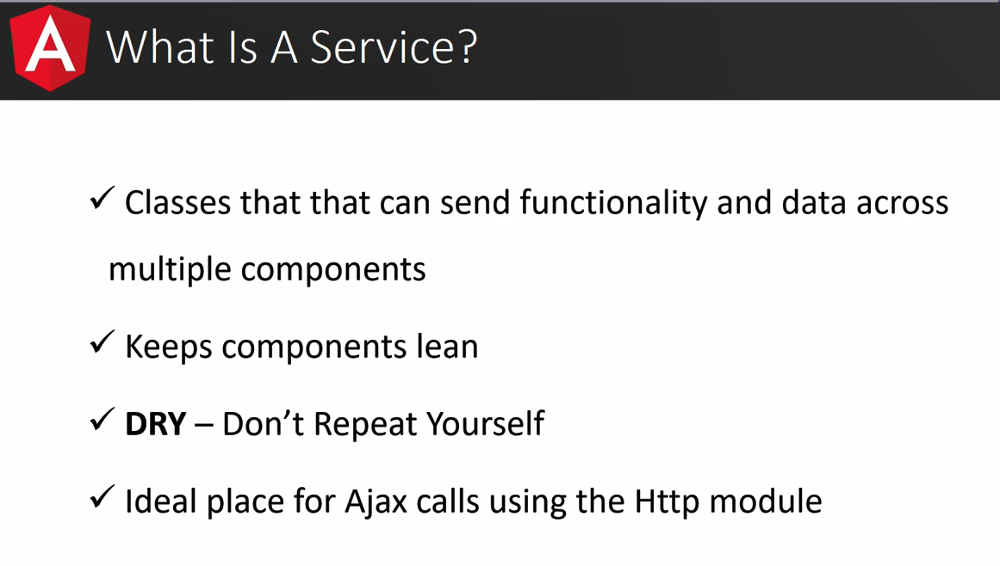 What Is A Service?
✓ Classes that that can send functionality and data across
multiple components
✓ Keeps components lean
✓ DRY – Don’t Repeat Yourself
✓ Ideal place for Ajax calls using the Http module